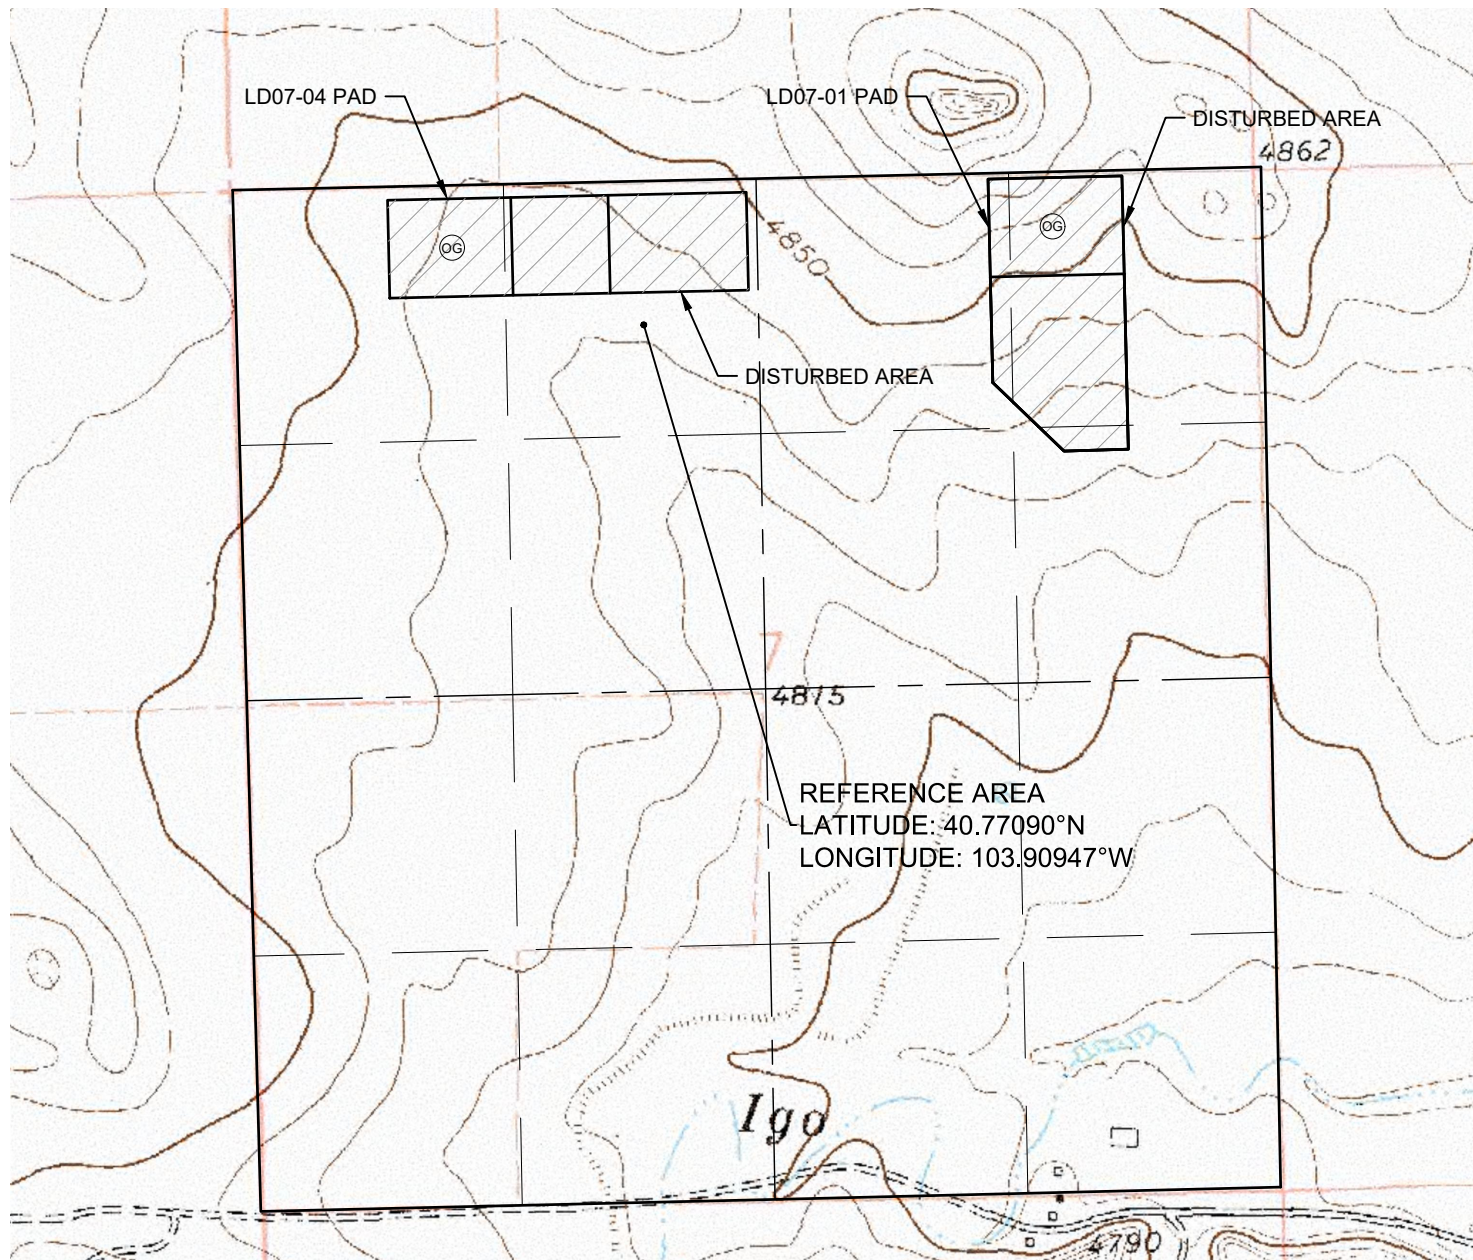 LD07-04 PAD
LD07-01 PAD
DISTURBED AREA
4862
OG
OG
4850
DISTURBED AREA
7
4815
REFERENCE AREA
LATITUDE: 40.77090°N
LONGITUDE: 103.90947°W
Igo
4790